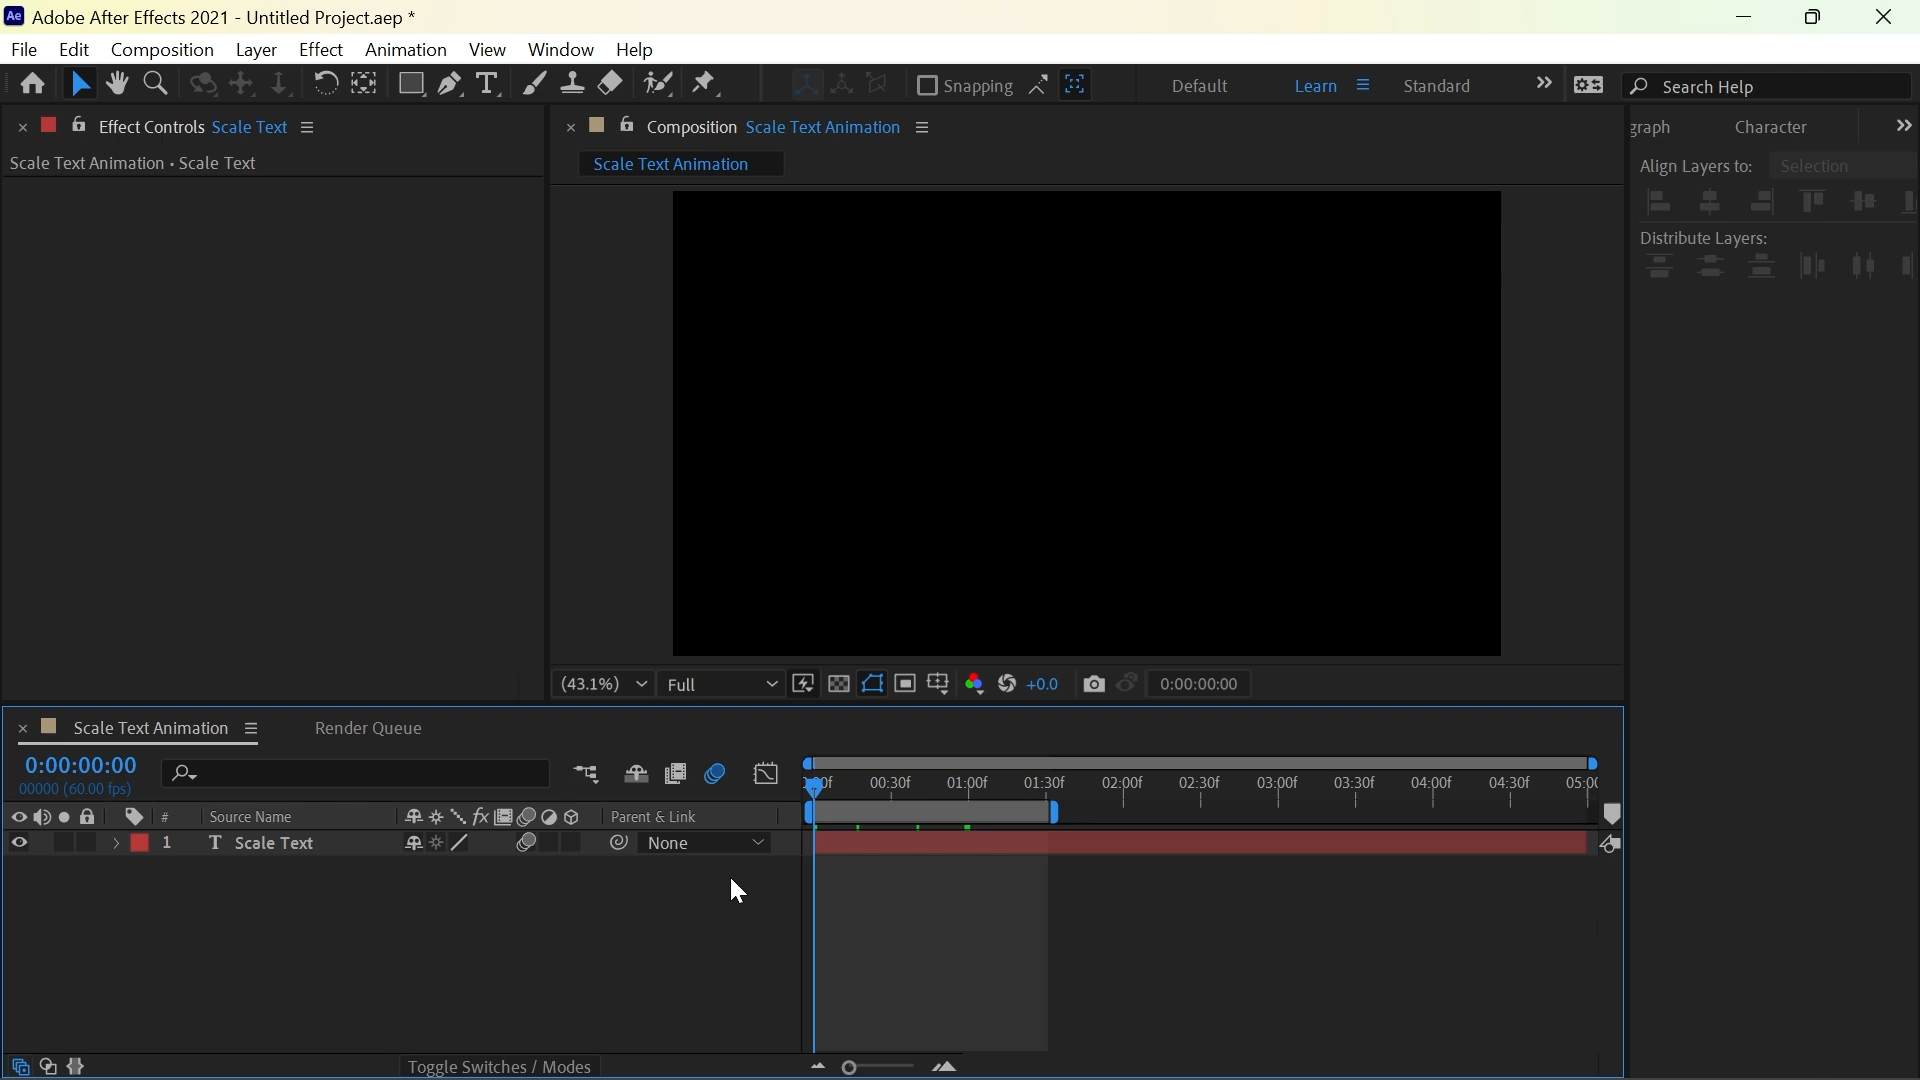 Ae Adobe After Effects 2021 - Untitled Project.aep *
File Edit Composition Layer Effect Animation View Window Help
T Snapping Default Learn Standard Search Help
Effect Controls Scale Text
Composition Scale Text Animation
graph Character
Scale Text Animation • Scale Text
Scale Text Animation
Align Layers to: Selection
Distribute Layers:
(43.1%) Full +0.0 0:00:00:00
Scale Text Animation Render Queue
0:00:00:00
00000 (60.00 fps)
00f 00:30f 01:00f 01:30f 02:00f 02:30f 03:00f 03:30f 04:00f 04:30f 05:00
# Source Name fx Parent & Link
1 T Scale Text None
Toggle Switches / Modes